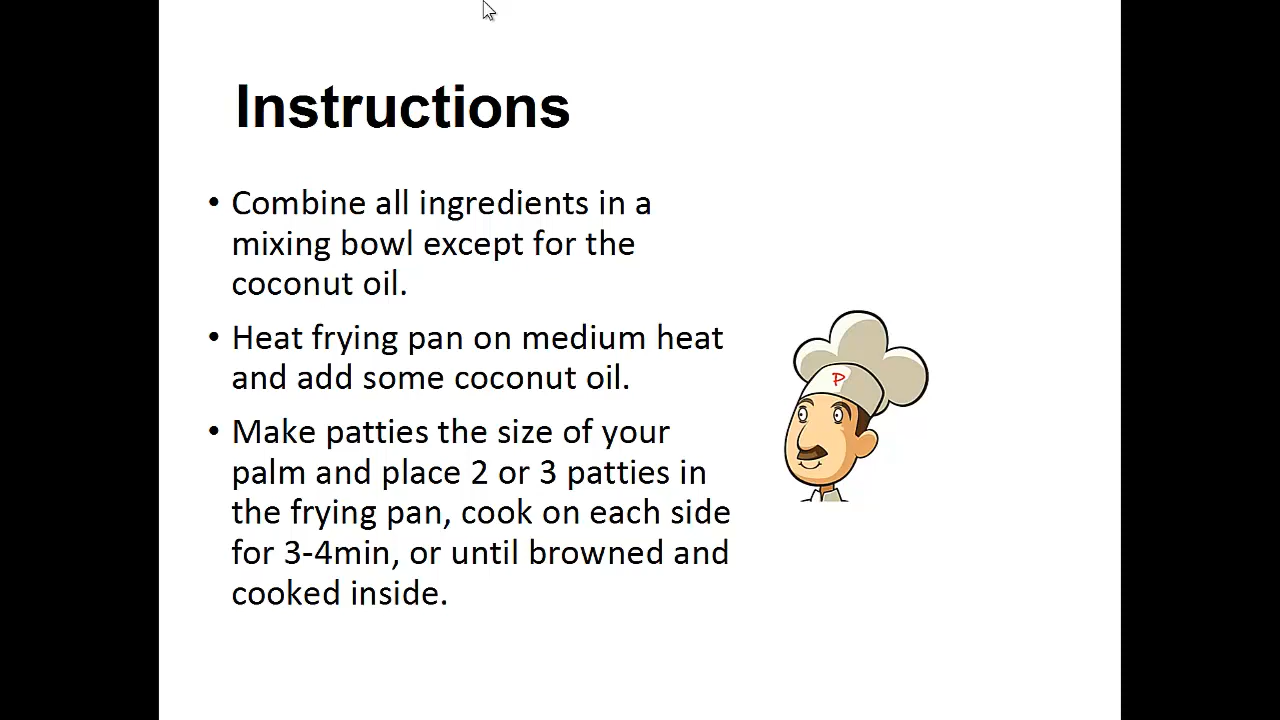 Instructions
• Combine all ingredients in a
mixing bowl except for the
coconut oil.
• Heat frying pan on medium heat
and add some coconut oil.
• Make patties the size of your
palm and place 2 or 3 patties in
the frying pan, cook on each side
for 3-4min, or until browned and
cooked inside.
P